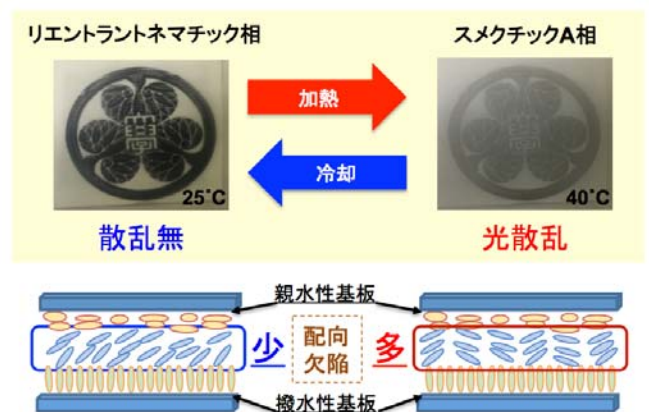 リエントラントネマチック相
スメクチックA相
加熱
冷却
25˚C
40˚C
散乱無
光散乱
親水性基板
少
配向
欠陥
多
撥水性基板